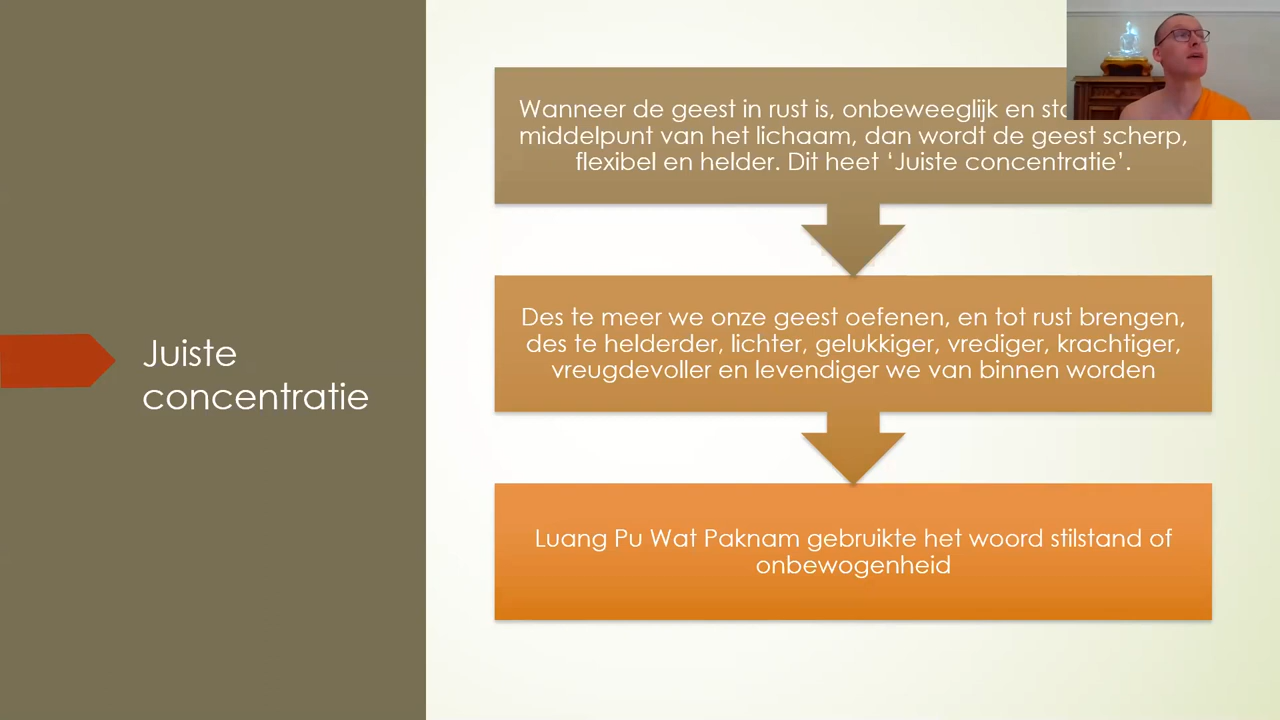 Juiste
concentratie
Wanneer de geest in rust is, onbeweeglijk en
middelpunt van het lichaam, dan wordt de geest scherp,
flexibel en helder. Dit heet ‘Juiste concentratie’.
Des te meer we onze geest oefenen, en tot rust brengen,
des te helderder, lichter, gelukkiger, vrediger, krachtiger,
vreugdevoller en levendiger we van binnen worden
Luang Pu Wat Paknam gebruikte het woord stilstand of
onbewogenheid